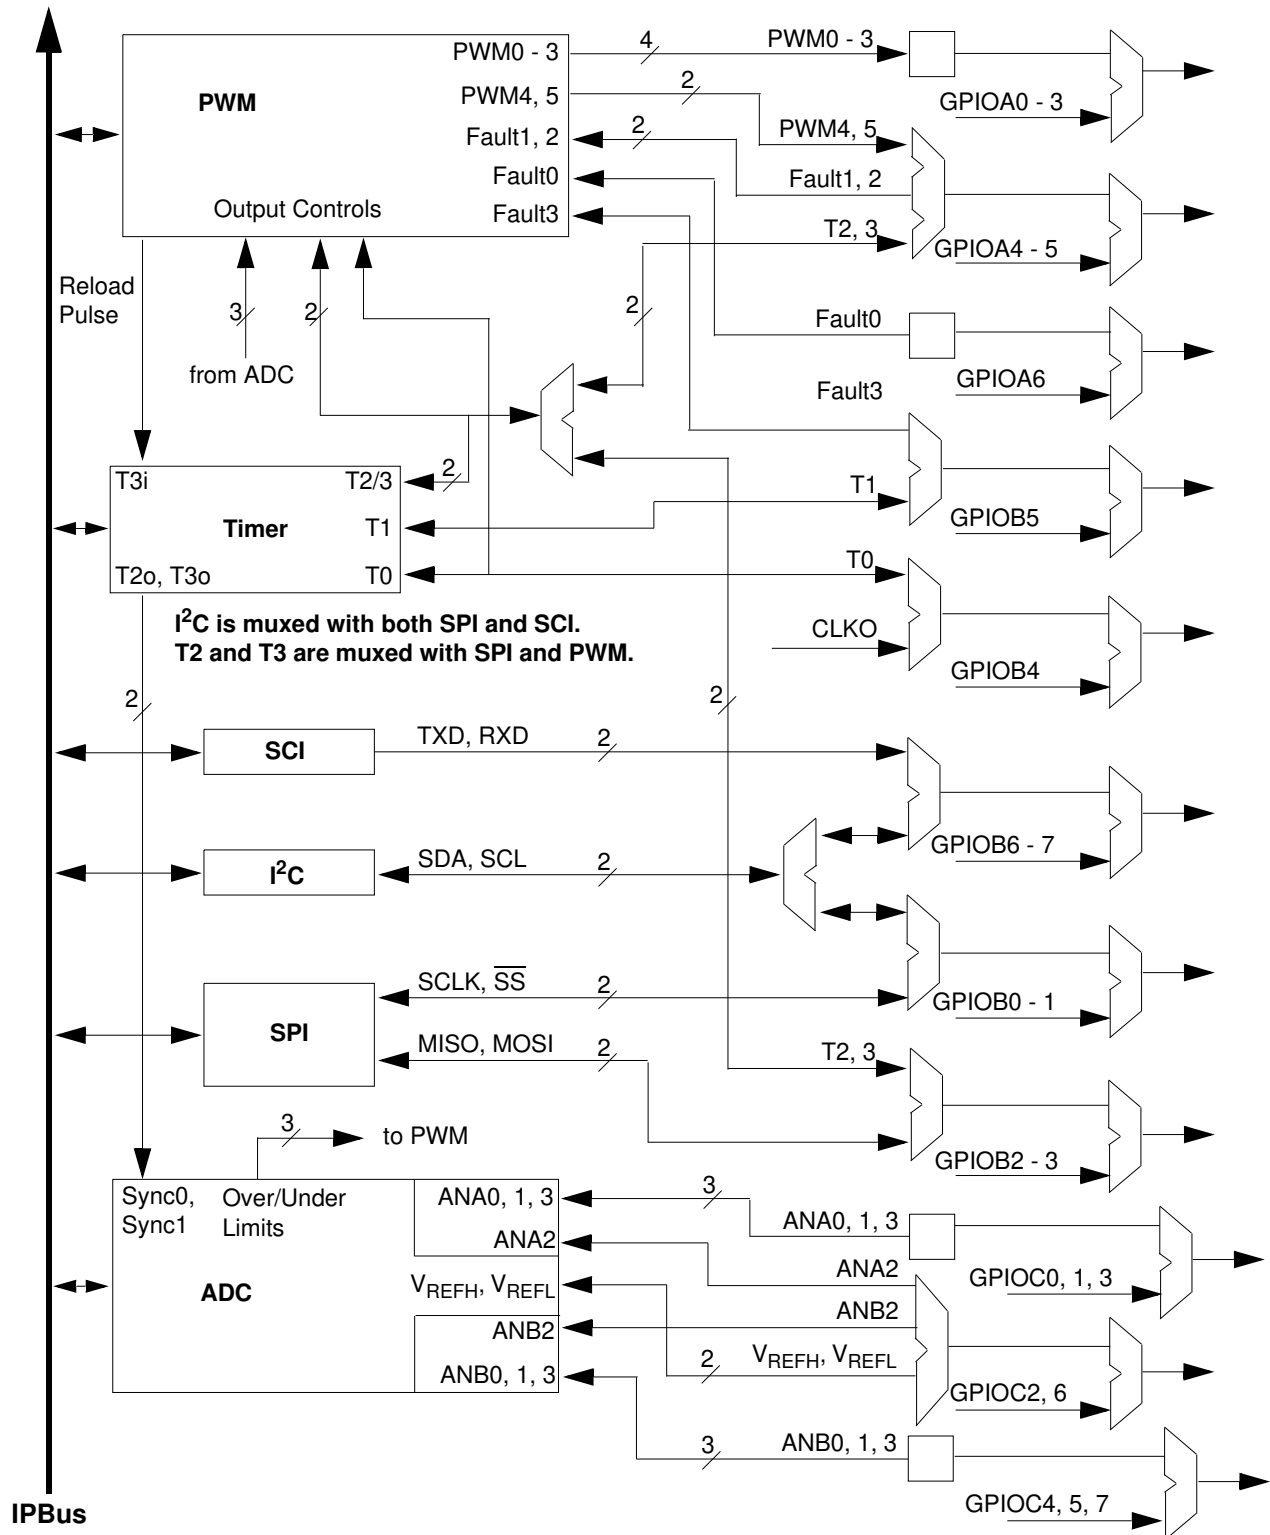 PWM0 - 3
4
PWM0 - 3
PWM
PWM4, 5
2
GPIOA0 - 3
Fault1, 2
2
PWM4, 5
Fault0
Fault1, 2
Output Controls
Fault3
T2, 3
GPIOA4 - 5
Reload
Pulse
3
2
2
Fault0
from ADC
GPIOA6
Fault3
T3i
T2/3
2
T1
Timer
T1
GPIOB5
T2o, T3o
T0
T0
I²C is muxed with both SPI and SCI.
T2 and T3 are muxed with SPI and PWM.
CLKO
GPIOB4
2
2
SCI
TXD, RXD
2
GPIOB6 - 7
I²C
SDA, SCL
2
SCLK, S̅S̅
2
GPIOB0 - 1
SPI
MISO, MOSI
2
T2, 3
3
to PWM
GPIOB2 - 3
Sync0,
Sync1
Over/Under
Limits
ANA0, 1, 3
3
ANA0, 1, 3
ANA2
ANA2
GPIOC0, 1, 3
ADC
VREFH, VREFL
ANB2
ANB2
2
VREFH, VREFL
ANB0, 1, 3
GPIOC2, 6
3
ANB0, 1, 3
GPIOC4, 5, 7
IPBus